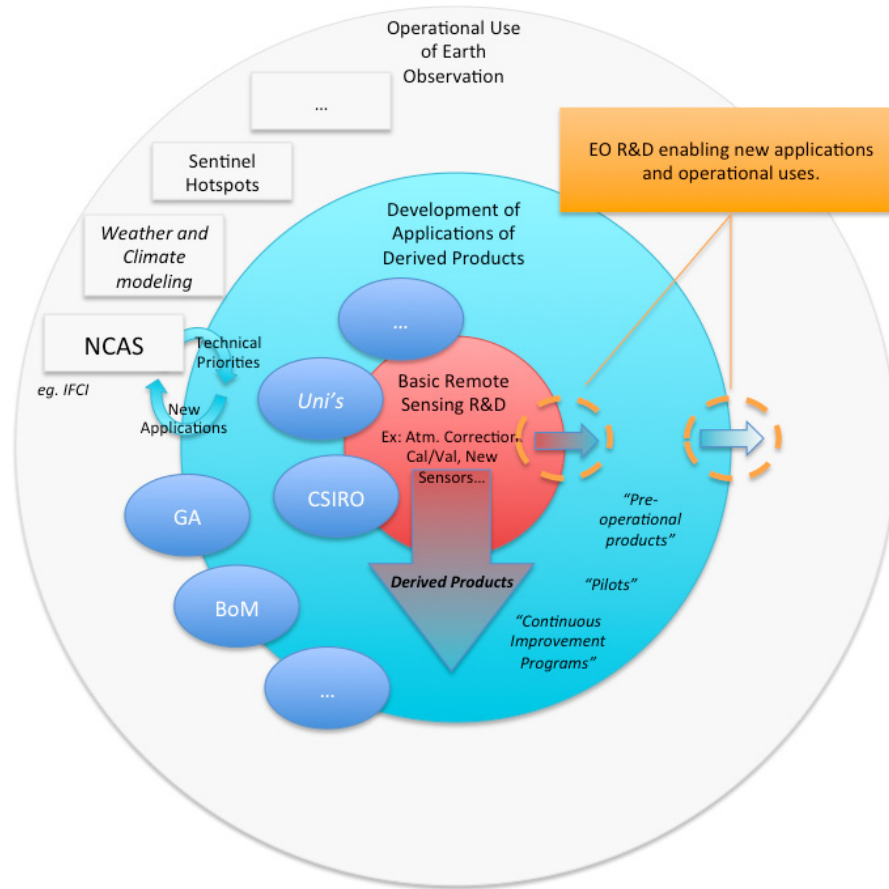 Operational Use
of Earth
Observation
...
Sentinel
Hotspots
Weather and
Climate
modeling
NCAS
eg. IFCI
Technical
Priorities
New
Applications
EO R&D enabling new applications
and operational uses.
Development of
Applications of
Derived Products
...
Uni's
CSIRO
GA
BoM
...
Basic Remote
Sensing R&D
Ex: Atm. Correction,
Cal/Val, New
Sensors...
Derived Products
“Pre-
operational
products”
“Pilots”
“Continuous
Improvement
Programs”